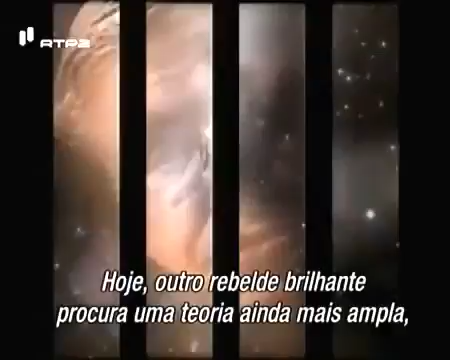 RTP2
Hoje, outro rebelde brilhante
procura uma teoria ainda mais ampla,